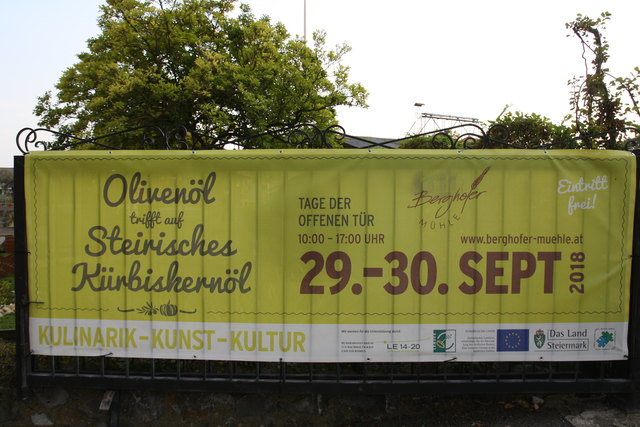 Olivenöl
trifft auf
Steirisches
Kürbiskernöl
TAGE DER
OFFENEN TÜR
10:00 - 17:00 UHR
29.-30. SEPT 2018
Berghofer
MÜHLE
www.berghofer-muehle.at
Eintritt
frei!
KULINARIK-KUNST-KULTUR
LE 14-20
Das Land
Steiermark